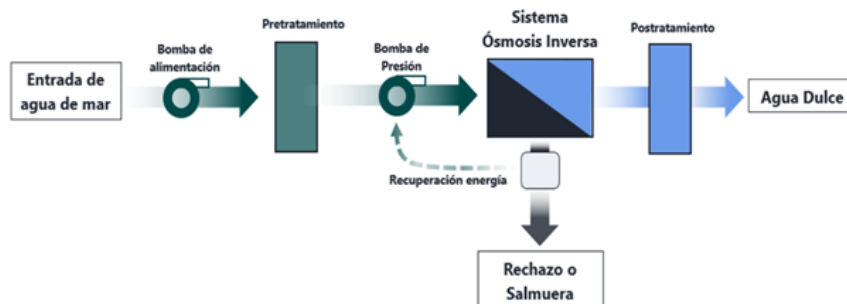 Entrada de
agua de mar
Bomba de
alimentación
Pretratamiento
Bomba de
Presión
Sistema
Ósmosis Inversa
Postratamiento
Agua Dulce
Recuperación energía
Rechazo o
Salmuera